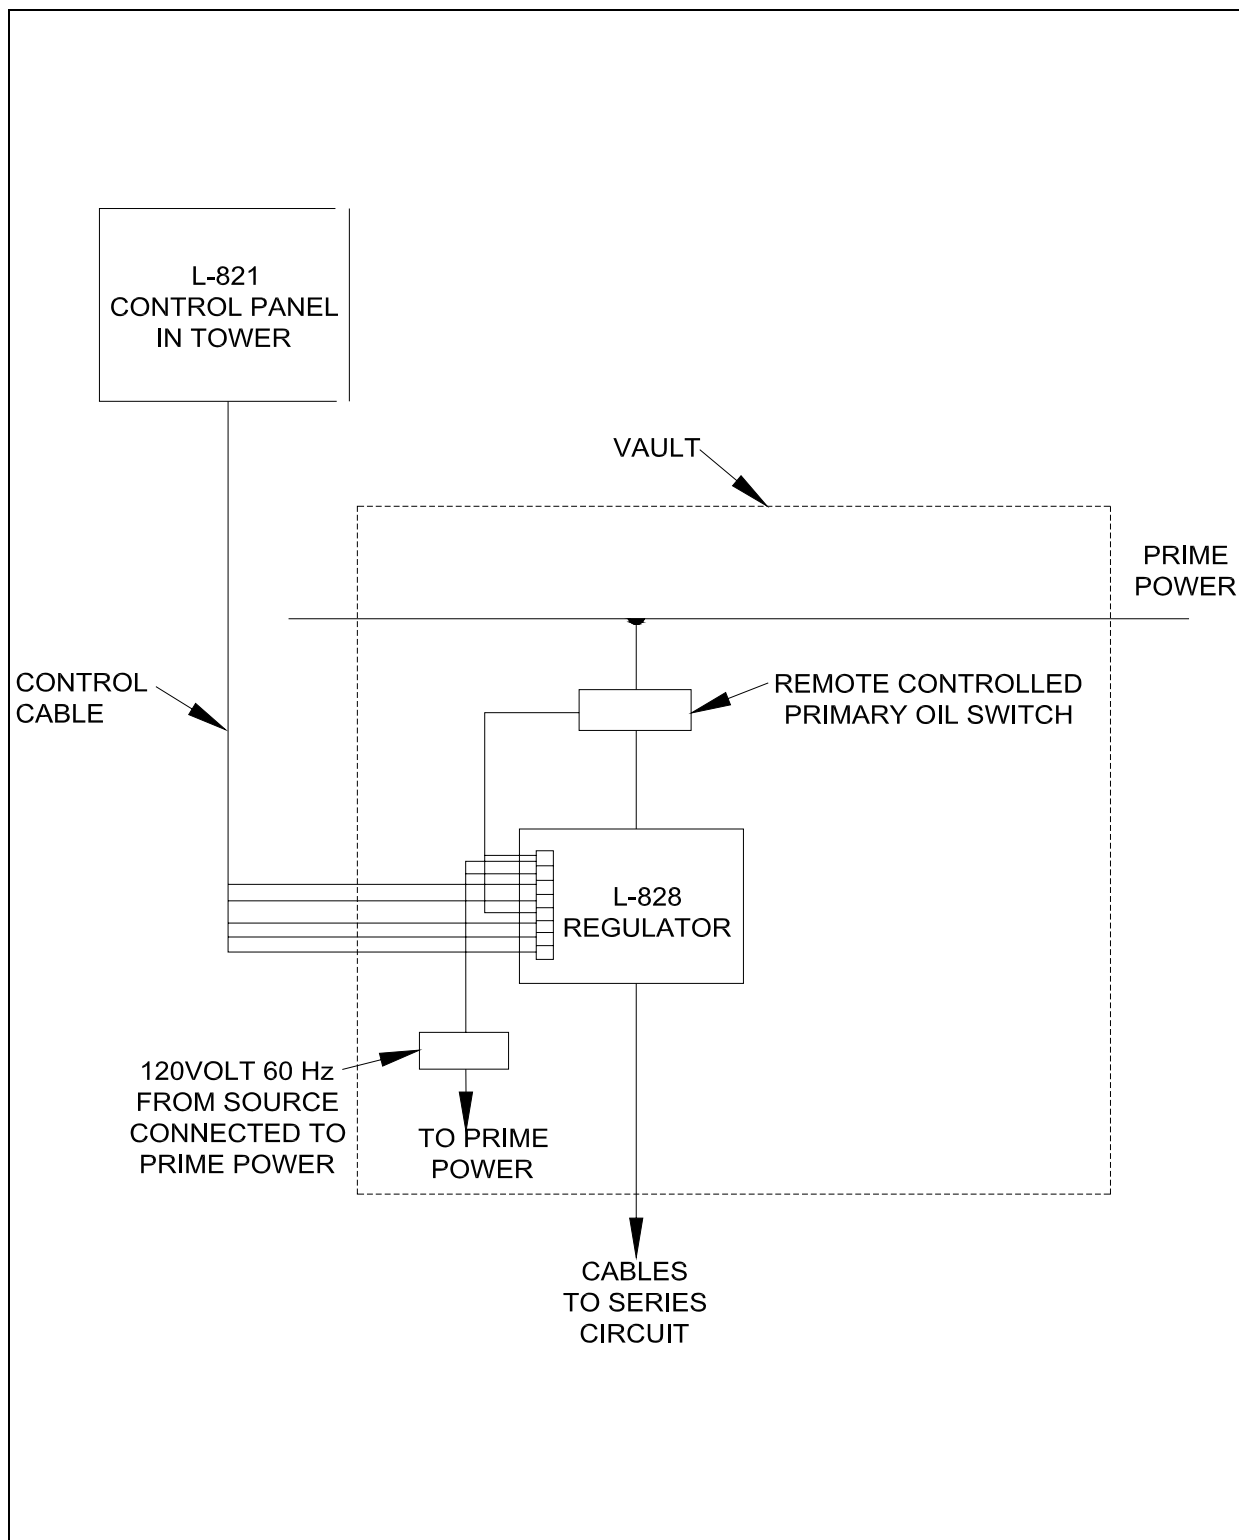 L-821
CONTROL PANEL
IN TOWER
VAULT
PRIME
POWER
CONTROL
CABLE
REMOTE CONTROLLED
PRIMARY OIL SWITCH
L-828
REGULATOR
120VOLT 60 Hz
FROM SOURCE
CONNECTED TO
PRIME POWER
TO PRIME
POWER
CABLES
TO SERIES
CIRCUIT